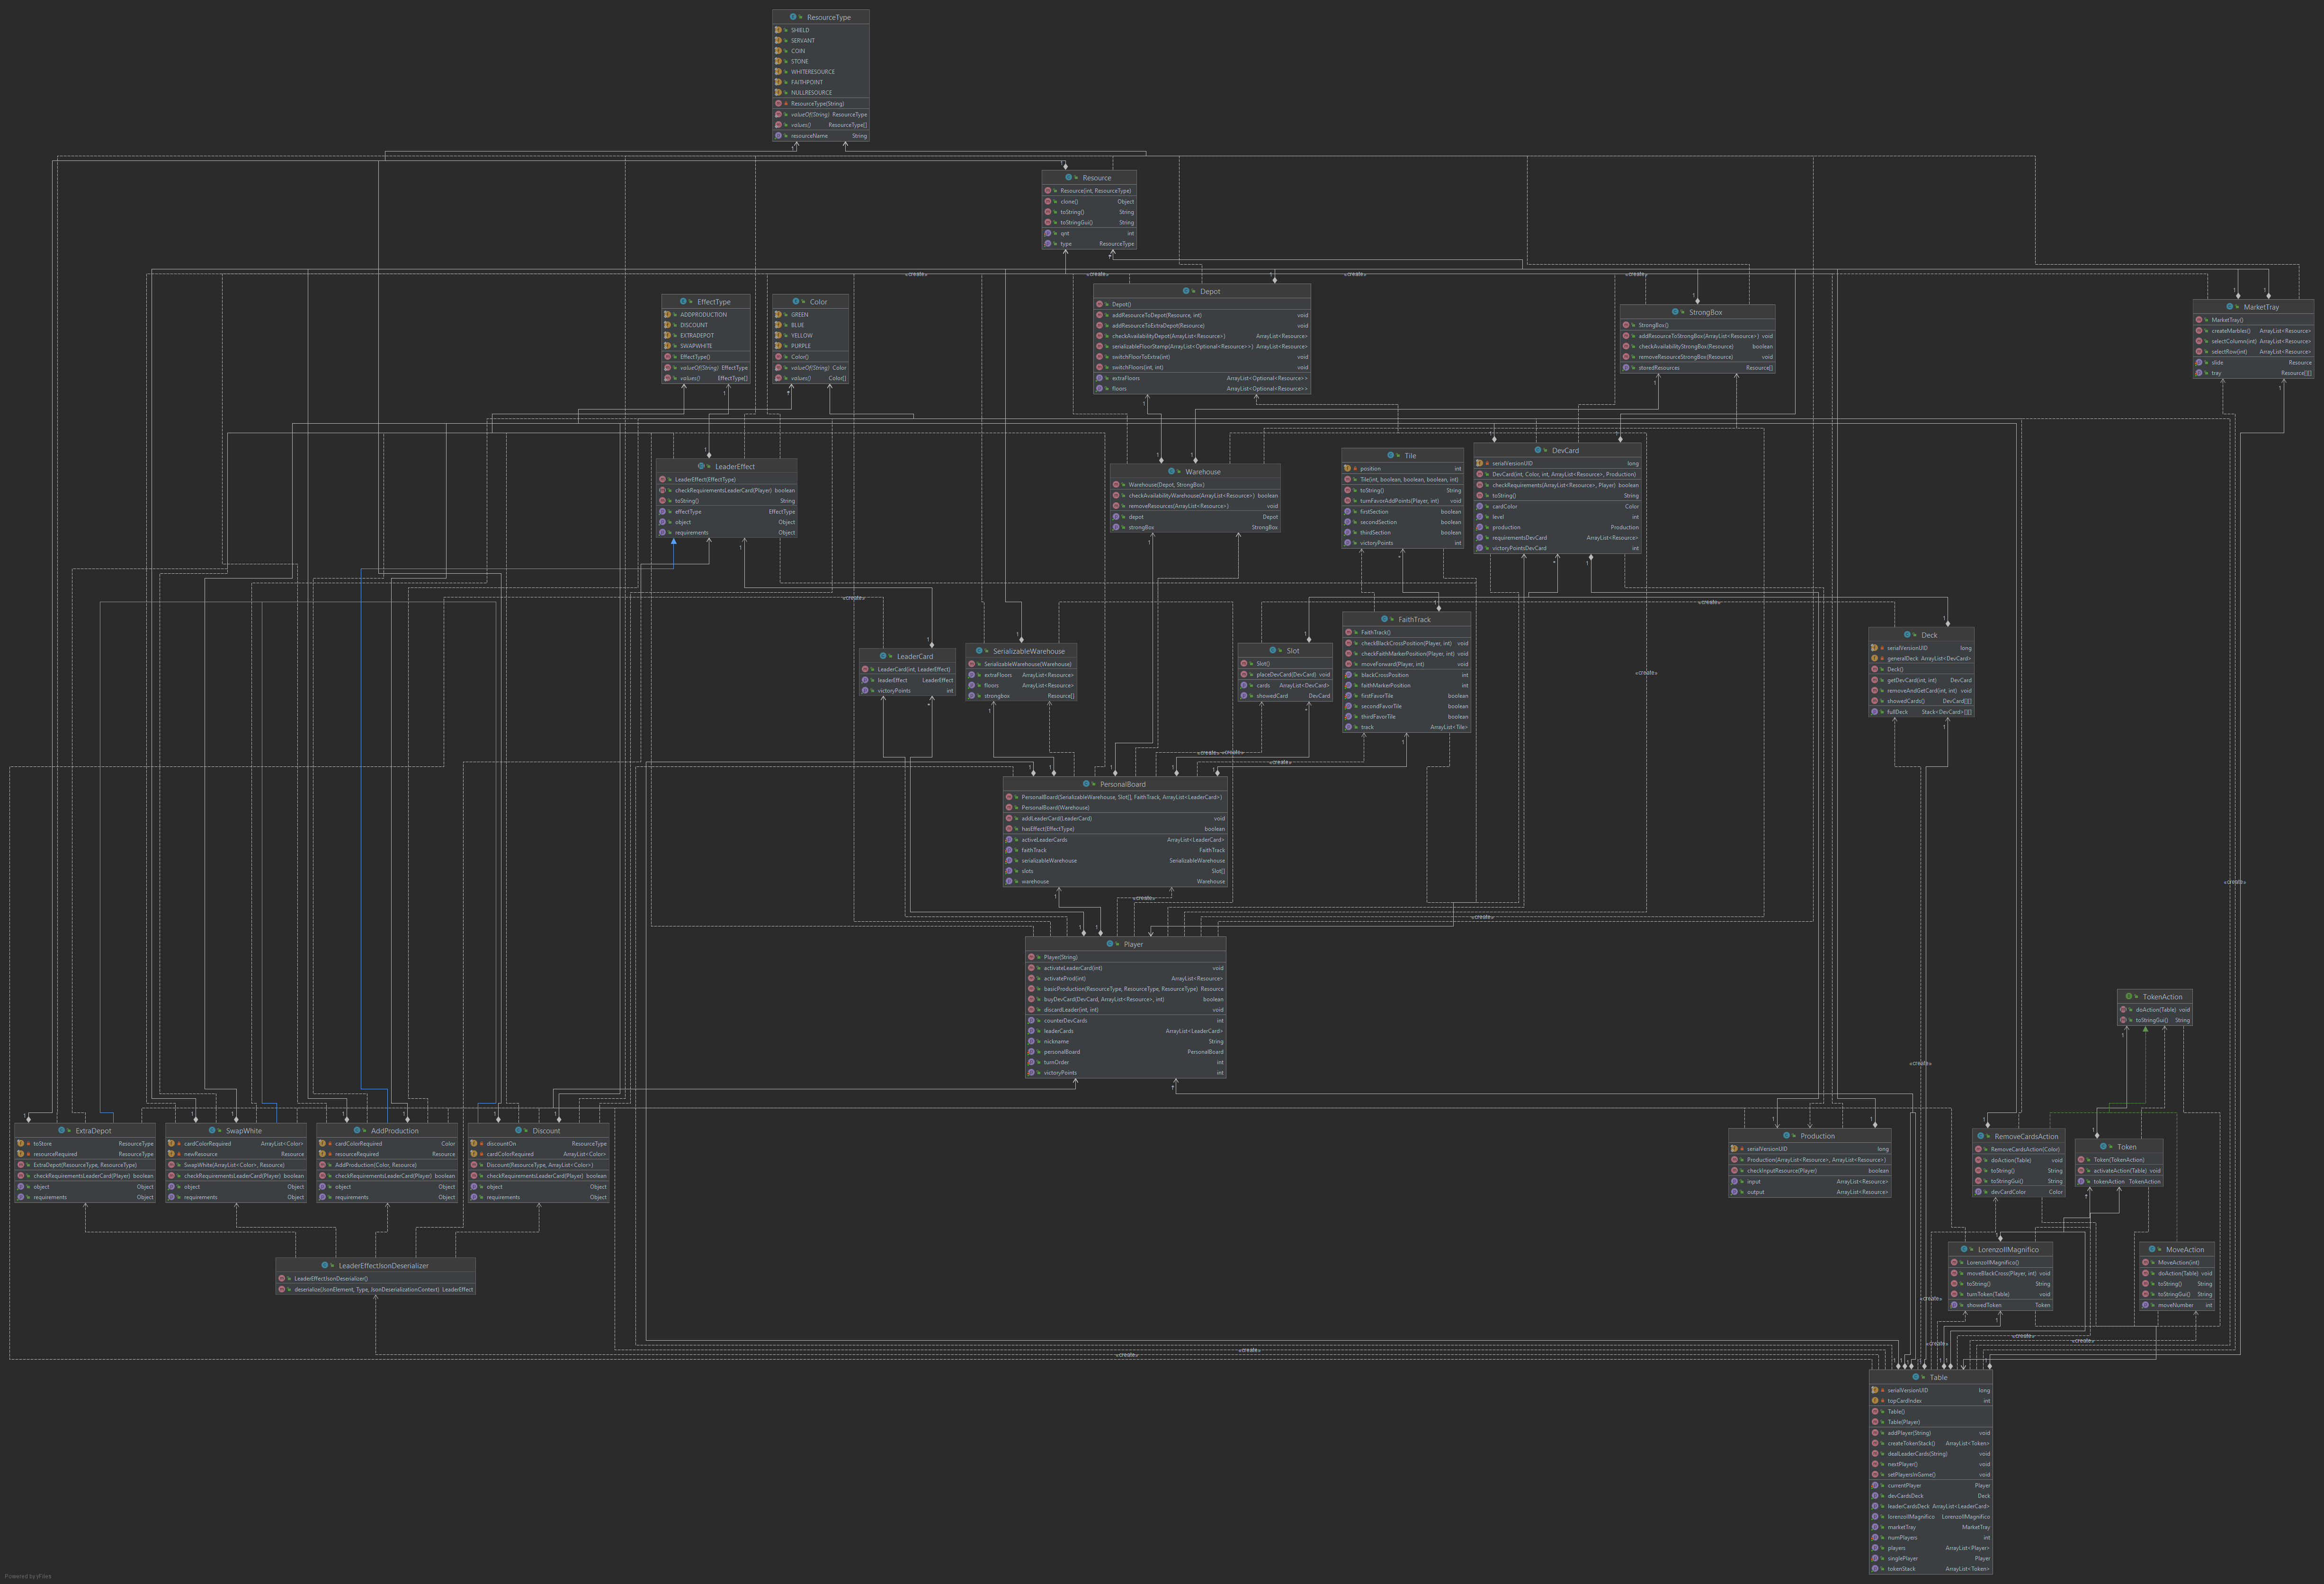 ResourceType
SHIELD
SERVANT
COIN
STONE
WHITERESOURCE
FAITHPOINT
NULLRESOURCE
ResourceType(String)
valueOf(String) ResourceType
values() ResourceType[]
resourceName String
Resource
Resource(int, ResourceType)
clone() Object
toString() String
toStringGui() String
qnt int
type ResourceType
EffectType
ADDPRODUCTION
DISCOUNT
EXTRADEPOT
SWAPWHITE
EffectType()
valueOf(String) EffectType
values() EffectType[]
Color
GREEN
BLUE
YELLOW
PURPLE
Color()
valueOf(String) Color
values() Color[]
Depot
Depot()
addResourceToDepot(Resource, int) void
addResourceToExtraDepot(Resource) void
checkAvailabilityDepot(ArrayList<Resource>) ArrayList<Resource>
serializableFloorStamp(ArrayList<Optional<Resource>>) ArrayList<Resource>
switchFloorToExtra(int) void
switchFloors(int, int) void
extraFloors ArrayList<Optional<Resource>>
floors ArrayList<Optional<Resource>>
StrongBox
StrongBox()
addResourceToStrongBox(ArrayList<Resource>) void
checkAvailabilityStrongBox(Resource) boolean
removeResourceStrongBox(Resource) void
storedResources Resource[]
MarketTray
MarketTray()
createMarbles() ArrayList<Resource>
selectColumn(int) ArrayList<Resource>
selectRow(int) ArrayList<Resource>
slide Resource
tray Resource[][]
LeaderEffect
LeaderEffect(EffectType)
checkRequirementsLeaderCard(Player) boolean
toString() String
effectType EffectType
object Object
requirements Object
Warehouse
Warehouse(Depot, StrongBox)
checkAvailabilityWarehouse(ArrayList<Resource>) boolean
removeResources(ArrayList<Resource>) void
depot Depot
strongBox StrongBox
Tile
position int
Tile(int, boolean, boolean, boolean, int)
toString() String
turnFavorAddPoints(Player, int) void
firstSection boolean
secondSection boolean
thirdSection boolean
victoryPoints int
DevCard
serialVersionUID long
DevCard(int, Color, int, ArrayList<Resource>, Production)
checkRequirements(ArrayList<Resource>, Player) boolean
toString() String
cardColor Color
level int
production Production
requirementsDevCard ArrayList<Resource>
victoryPointsDevCard int
LeaderCard
LeaderCard(int, LeaderEffect)
leaderEffect LeaderEffect
victoryPoints int
SerializableWarehouse
SerializableWarehouse(Warehouse)
extraFloors ArrayList<Resource>
floors ArrayList<Resource>
strongbox Resource[]
Slot
Slot()
placeDevCard(DevCard) void
cards ArrayList<DevCard>
showedCard DevCard
FaithTrack
FaithTrack()
checkBlackCrossPosition(Player, int) void
checkFaithMarkerPosition(Player, int) void
moveForward(Player, int) void
blackCrossPosition int
faithMarkerPosition int
firstFavorTile boolean
secondFavorTile boolean
thirdFavorTile boolean
track ArrayList<Tile>
Deck
serialVersionUID long
generalDeck ArrayList<DevCard>
Deck()
getDevCard(int, int) DevCard
removeAndGetCard(int, int) void
showedCards() DevCard[][]
fullDeck Stack<DevCard>[][]
PersonalBoard
PersonalBoard(SerializableWarehouse, Slot[], FaithTrack, ArrayList<LeaderCard>)
PersonalBoard(Warehouse)
addLeaderCard(LeaderCard) void
hasEffect(EffectType) boolean
activeLeaderCards ArrayList<LeaderCard>
faithTrack FaithTrack
serializableWarehouse SerializableWarehouse
slots Slot[]
warehouse Warehouse
Player
Player(String)
activateLeaderCard(int) void
activateProd(int) ArrayList<Resource>
basicProduction(ResourceType, ResourceType, ResourceType) Resource
buyDevCard(DevCard, ArrayList<Resource>, int) boolean
discardLeader(int, int) void
counterDevCards int
leaderCards ArrayList<LeaderCard>
nickname String
personalBoard PersonalBoard
turnOrder int
victoryPoints int
TokenAction
doAction(Table) void
toStringGui() String
ExtraDepot
toStore ResourceType
resourceRequired ResourceType
ExtraDepot(ResourceType, ResourceType)
checkRequirementsLeaderCard(Player) boolean
object Object
requirements Object
SwapWhite
cardColorRequired ArrayList<Color>
newResource Resource
SwapWhite(ArrayList<Color>, Resource)
checkRequirementsLeaderCard(Player) boolean
object Object
requirements Object
AddProduction
cardColorRequired Color
resourceRequired Resource
AddProduction(Color, Resource)
checkRequirementsLeaderCard(Player) boolean
object Object
requirements Object
Discount
discountOn ResourceType
cardColorRequired ArrayList<Color>
Discount(ResourceType, ArrayList<Color>)
checkRequirementsLeaderCard(Player) boolean
object Object
requirements Object
Production
serialVersionUID long
Production(ArrayList<Resource>, ArrayList<Resource>)
checkInputResource(Player) boolean
input ArrayList<Resource>
output ArrayList<Resource>
RemoveCardsAction
RemoveCardsAction(Color)
doAction(Table) void
toString() String
toStringGui() String
devCardColor Color
Token
Token(TokenAction)
activateAction(Table) void
tokenAction TokenAction
LeaderEffectJsonDeserializer
LeaderEffectJsonDeserializer()
deserialize(JsonElement, Type, JsonDeserializationContext) LeaderEffect
LorenzoIlMagnifico
LorenzoIlMagnifico()
moveBlackCross(Player, int) void
toString() String
turnToken(Table) void
showedToken Token
MoveAction
MoveAction(int)
doAction(Table) void
toString() String
toStringGui() String
moveNumber int
Table
serialVersionUID long
topCardIndex int
Table()
Table(Player)
addPlayer(String) void
createTokenStack() ArrayList<Token>
dealLeaderCards(String) void
nextPlayer() void
setPlayersInGame() void
currentPlayer Player
devCardsDeck Deck
leaderCardsDeck ArrayList<LeaderCard>
lorenzoIlMagnifico LorenzoIlMagnifico
marketTray MarketTray
numPlayers int
players ArrayList<Player>
singlePlayer Player
tokenStack ArrayList<Token>
Powered by yFiles